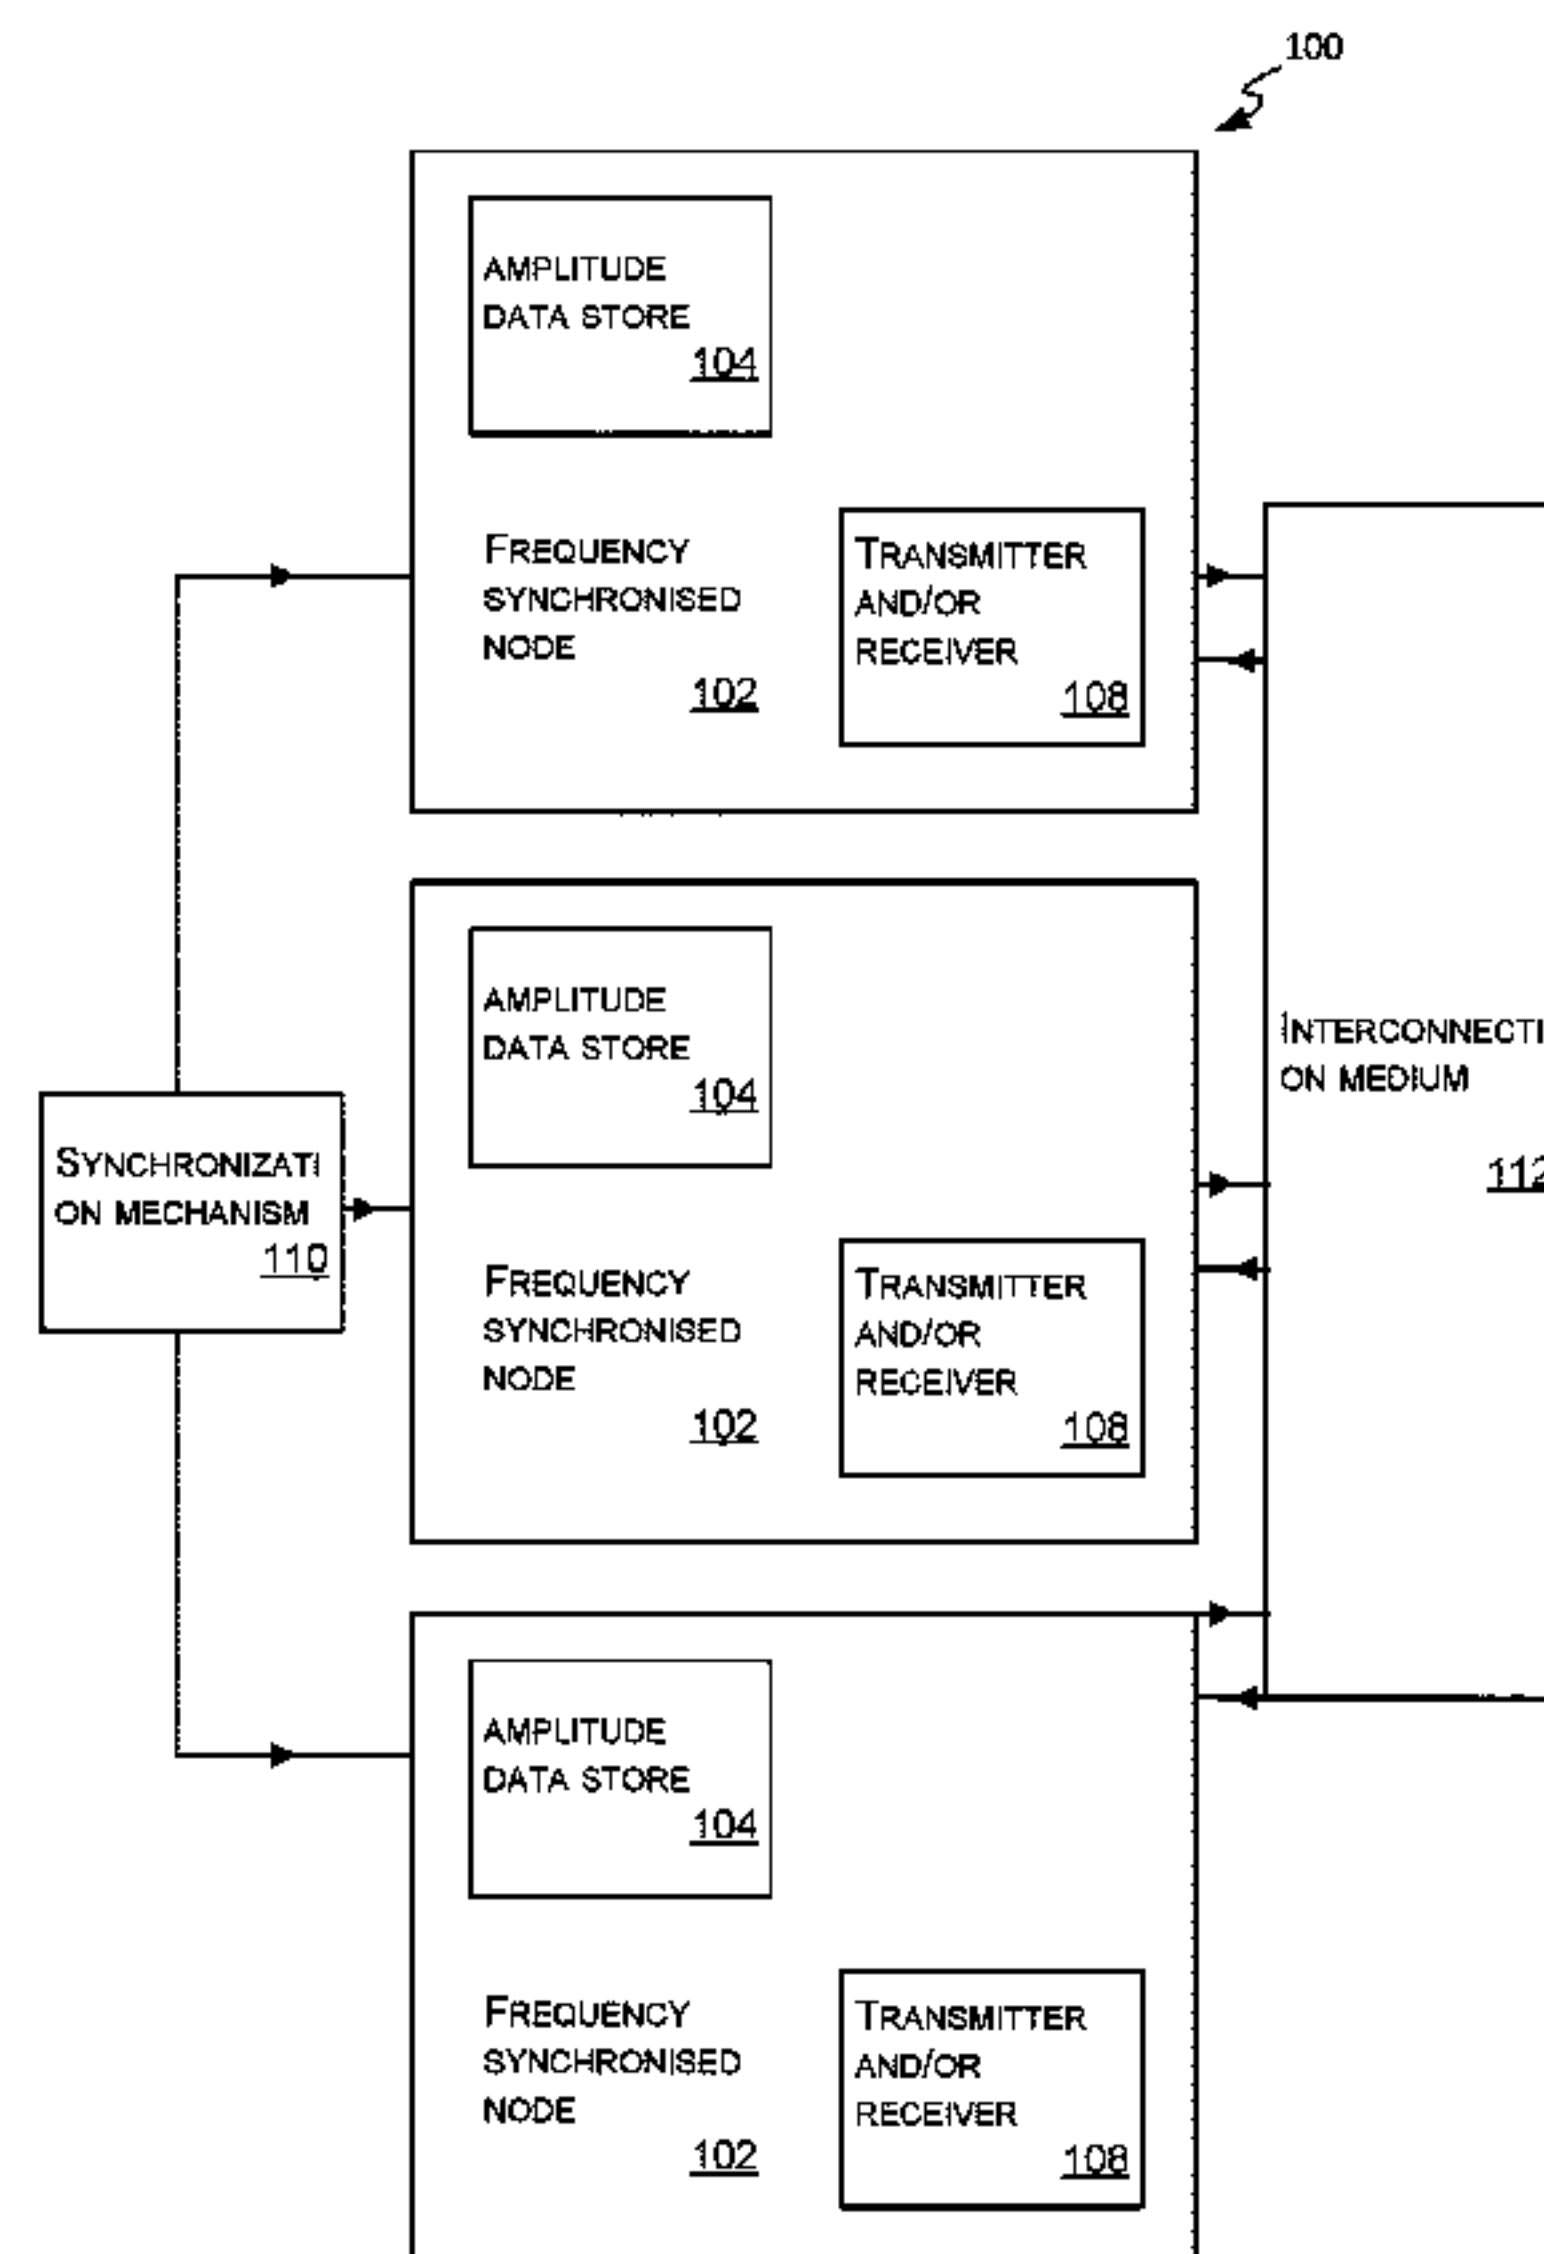 100
AMPLITUDE
DATA STORE
104
FREQUENCY
SYNCHRONISED
NODE
102
TRANSMITTER
AND/OR
RECEIVER
108
AMPLITUDE
DATA STORE
104
INTERCONNECTI
ON MEDIUM
112
SYNCHRONIZATI
ON MECHANISM
110
FREQUENCY
SYNCHRONISED
NODE
102
TRANSMITTER
AND/OR
RECEIVER
108
AMPLITUDE
DATA STORE
104
FREQUENCY
SYNCHRONISED
NODE
102
TRANSMITTER
AND/OR
RECEIVER
108